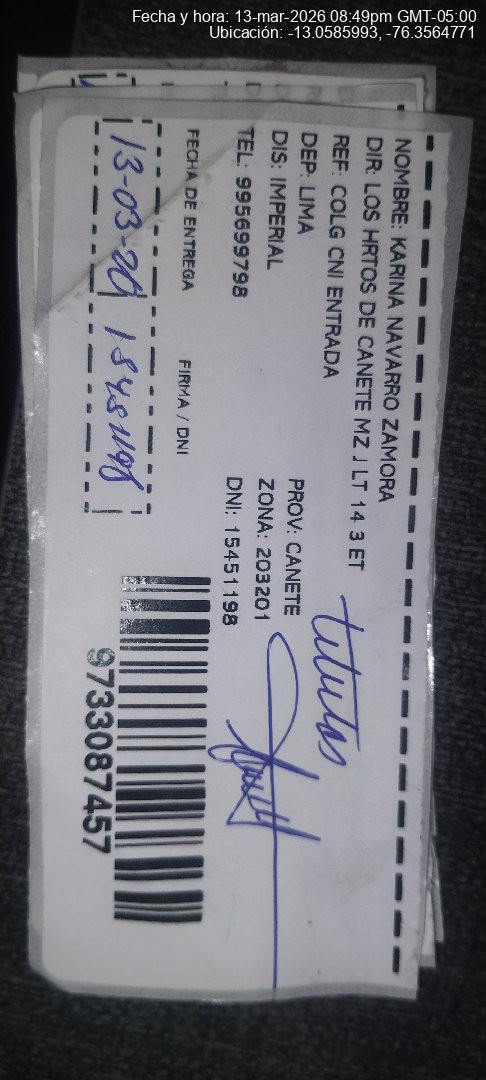 Fecha y hora: 13-mar-2026 08:49pm GMT-05:00
Ubicación: -13.0585993, -76.3564771
NOMBRE: KARINA NAVARRO ZAMORA
DIR: LOS HRTOS DE CANETE MZ J LT 14 3 ET
REF: COLG CNI ENTRADA
DEP: LIMA
PROV: CANETE
DIS: IMPERIAL
ZONA: 203201
TEL: 995699798
DNI: 15451198
FECHA DE ENTREGA
FIRMA / DNI
13-03-26 15451198
9733087457